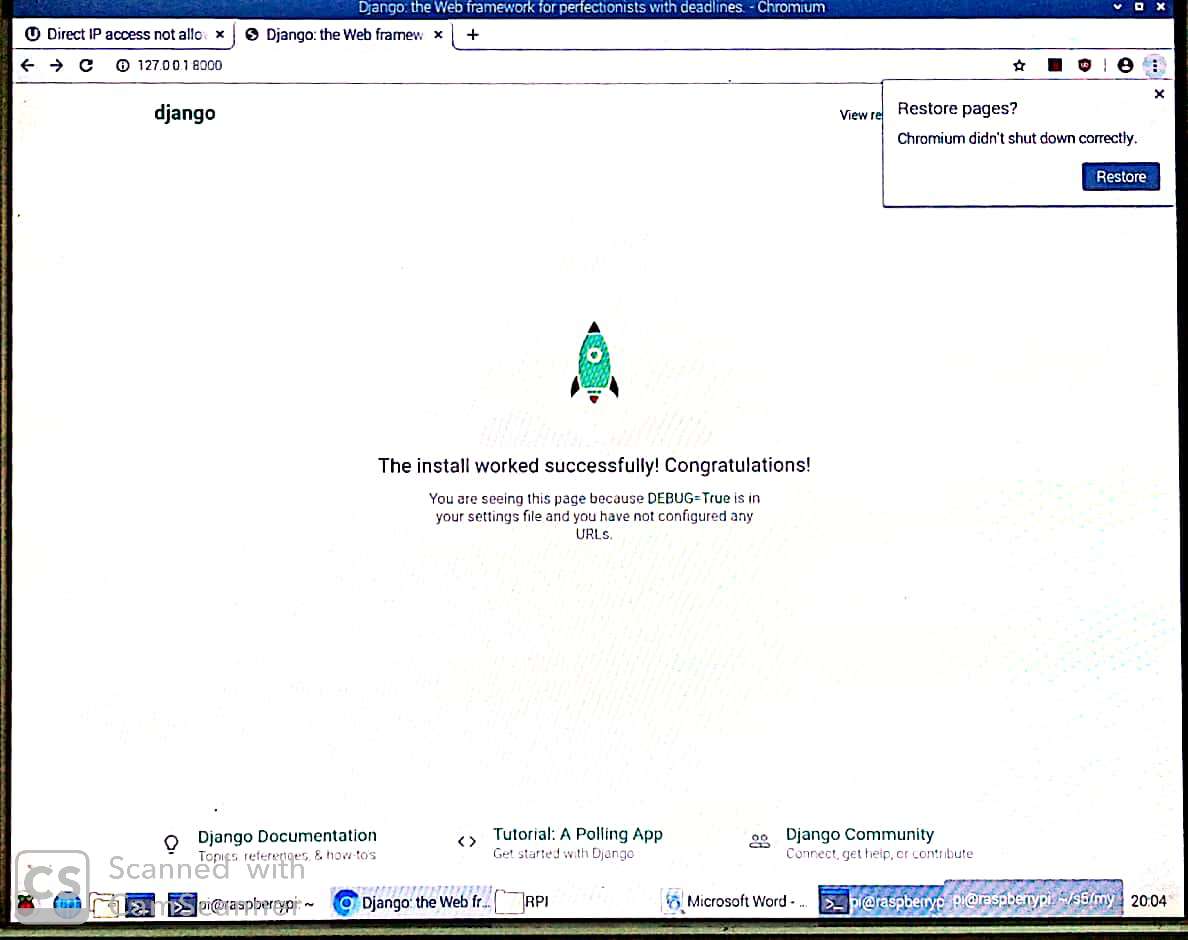 Django: the Web framework for perfectionists with deadlines. - Chromium
Direct IP access not allo
Django: the Web framew
127.0.0.1:8000
django
View re
Restore pages?
Chromium didn't shut down correctly.
Restore
The install worked successfully! Congratulations!
You are seeing this page because DEBUG=True is in
your settings file and you have not configured any
URLs.
Django Documentation
Topics, references, & how-to's
Tutorial: A Polling App
Get started with Django
Django Community
Connect, get help, or contribute
CS
Scanned with
CamScanner
pi@raspberrypi: ~
Django: the Web fr...
RPI
Microsoft Word - ...
pi@raspberryp
pi@raspberrypi: ~/s6/my
20:04